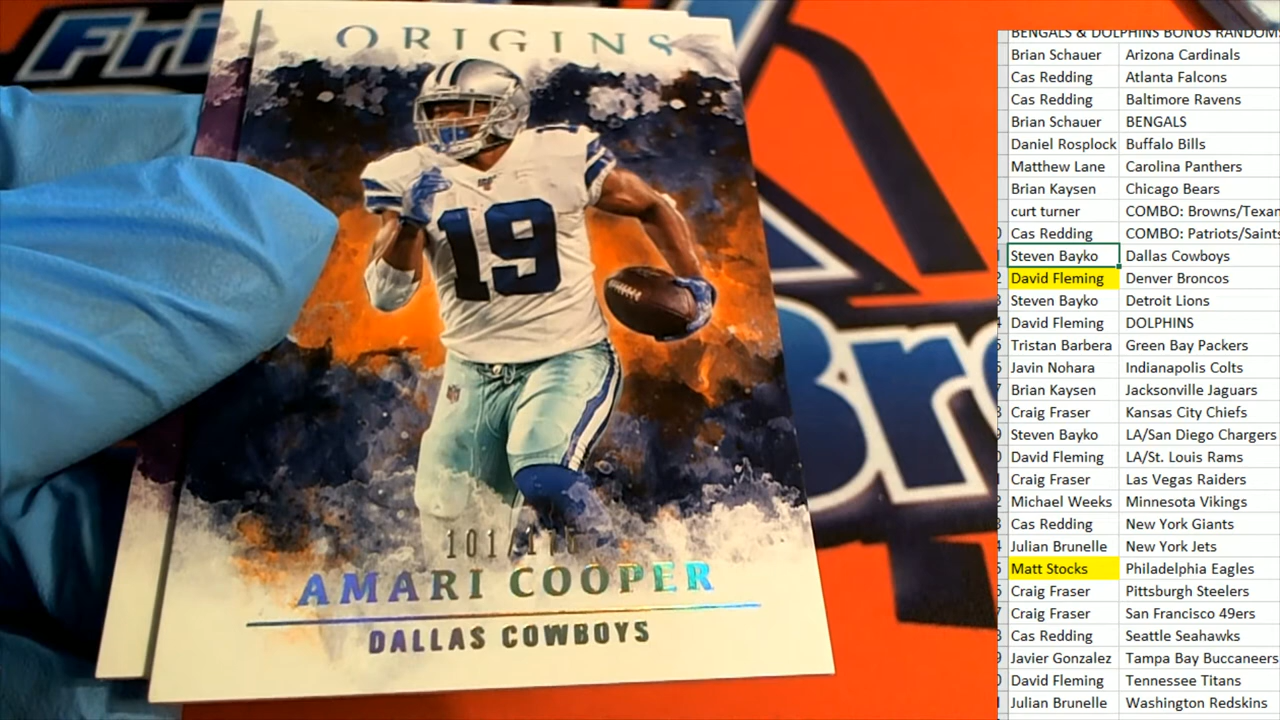 Fri
ORIGINS
19
19
101/175
AMARI COOPER
DALLAS COWBOYS
Bre
BENGALS & DOLPHINS BONUS RANDOM
Brian Schauer Arizona Cardinals
Cas Redding Atlanta Falcons
Cas Redding Baltimore Ravens
Brian Schauer BENGALS
Daniel Rosplock Buffalo Bills
Matthew Lane Carolina Panthers
Brian Kaysen Chicago Bears
curt turner COMBO: Browns/Texan
Cas Redding COMBO: Patriots/Saints
Steven Bayko Dallas Cowboys
David Fleming Denver Broncos
Steven Bayko Detroit Lions
David Fleming DOLPHINS
Tristan Barbera Green Bay Packers
Javin Nohara Indianapolis Colts
Brian Kaysen Jacksonville Jaguars
Craig Fraser Kansas City Chiefs
Steven Bayko LA/San Diego Chargers
David Fleming LA/St. Louis Rams
Craig Fraser Las Vegas Raiders
Michael Weeks Minnesota Vikings
Cas Redding New York Giants
Julian Brunelle New York Jets
Matt Stocks Philadelphia Eagles
Craig Fraser Pittsburgh Steelers
Craig Fraser San Francisco 49ers
Cas Redding Seattle Seahawks
Javier Gonzalez Tampa Bay Buccaneers
David Fleming Tennessee Titans
Julian Brunelle Washington Redskins